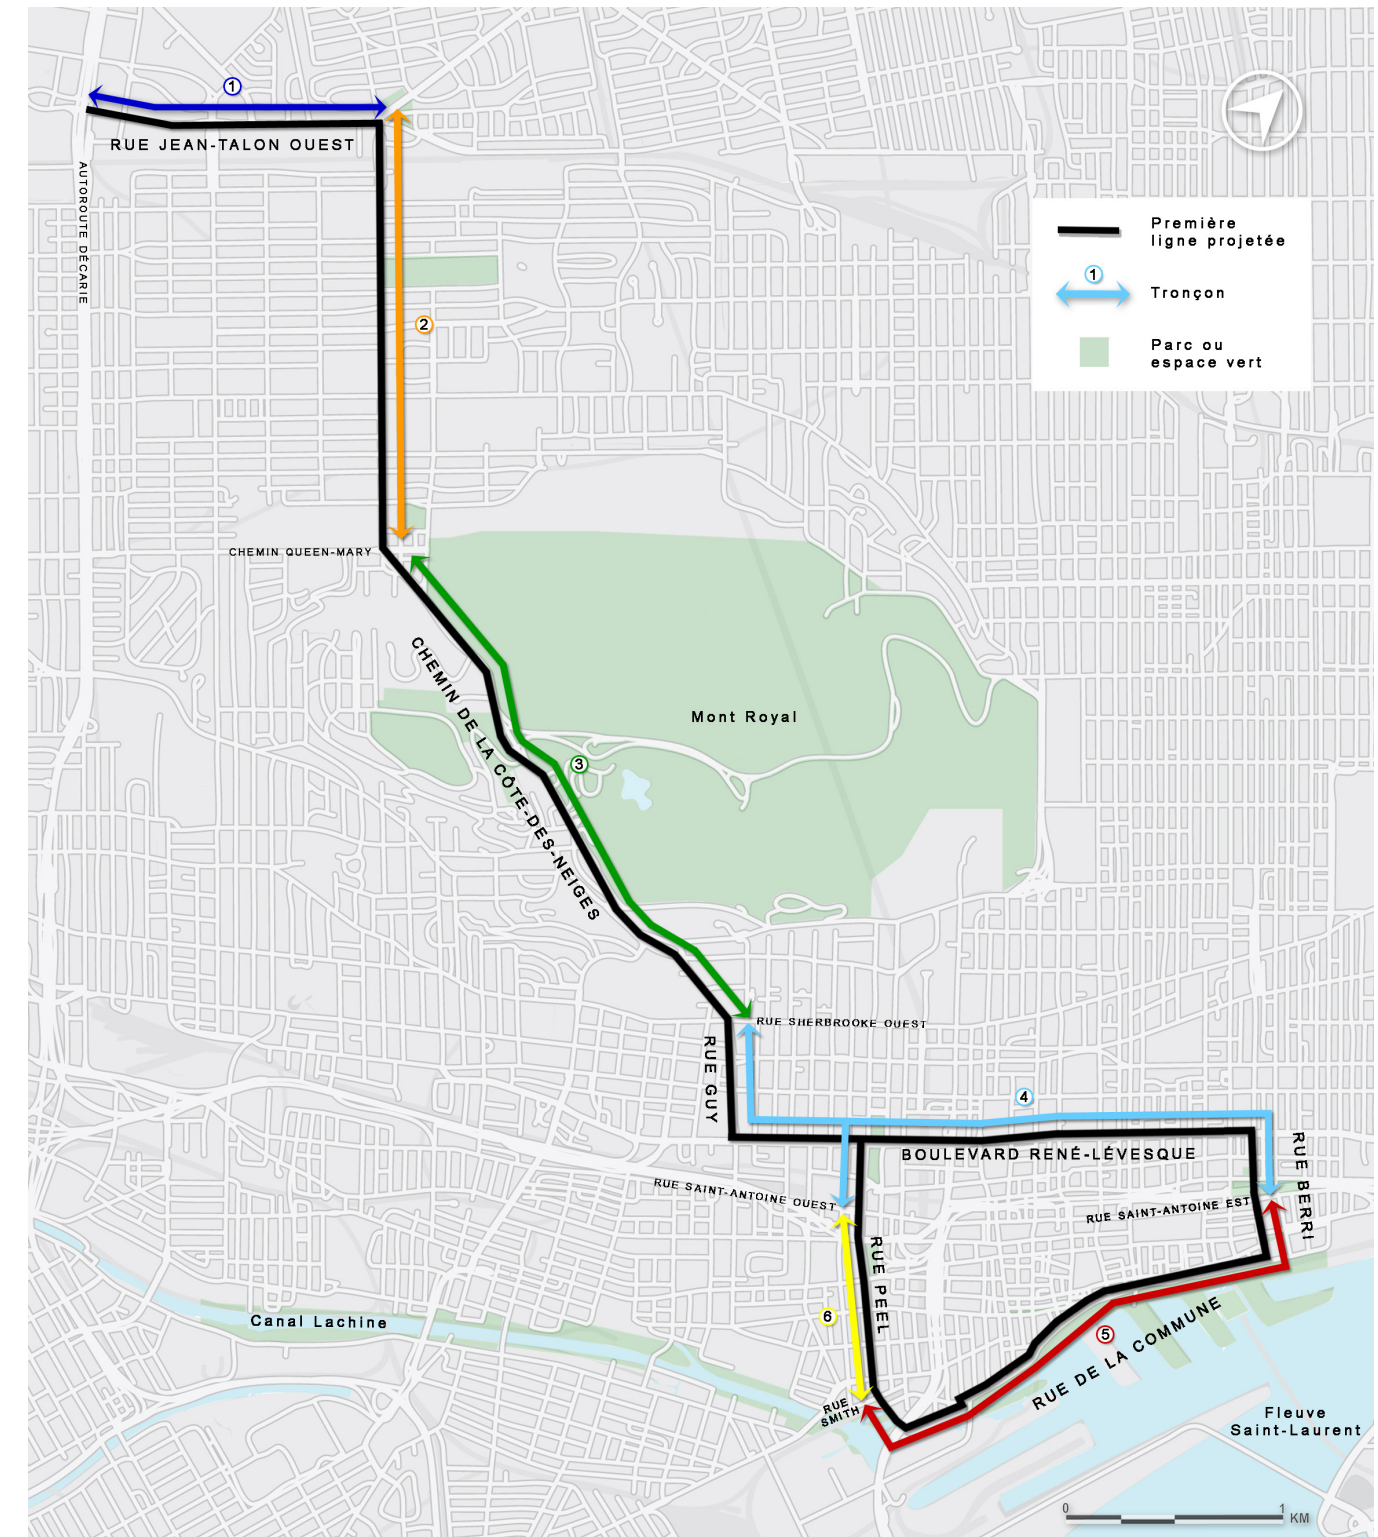 1
RUE JEAN-TALON OUEST
AUTOROUTE DÉCARIE
Première
ligne projetée
1
Tronçon
Parc ou
espace vert
2
CHEMIN QUEEN-MARY
CHEMIN DE LA CÔTE-DES-NEIGES
Mont Royal
3
RUE SHERBROOKE OUEST
RUE GUY
4
BOULEVARD RENÉ-LÉVESQUE
RUE BERRI
RUE SAINT-ANTOINE OUEST
RUE SAINT-ANTOINE EST
RUE PEEL
6
Canal Lachine
5
RUE DE LA COMMUNE
RUE
SMITH
Fleuve
Saint-Laurent
0
1
KM